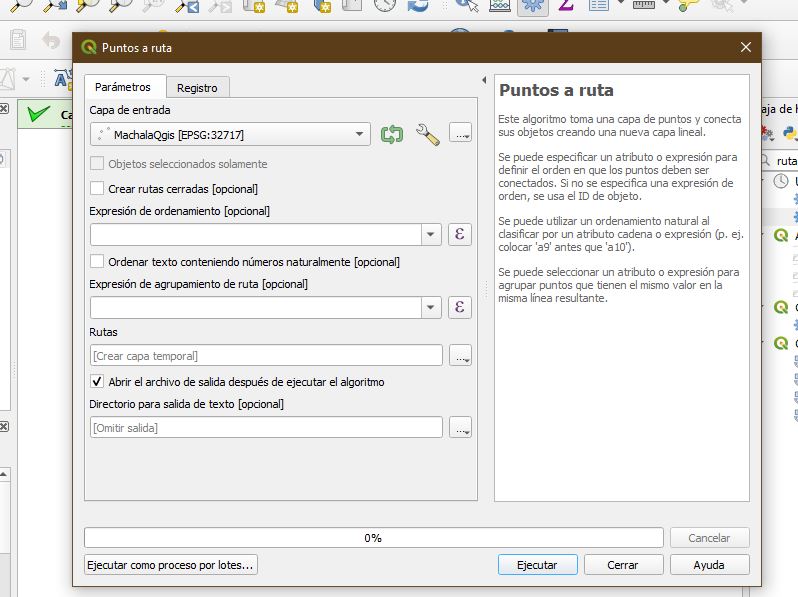 Puntos a ruta
Parámetros
Registro
Capa de entrada
MachalaQgis [EPSG:32717]
Objetos seleccionados solamente
Crear rutas cerradas [opcional]
Expresión de ordenamiento [opcional]
Ordenar texto conteniendo números naturalmente [opcional]
Expresión de agrupamiento de ruta [opcional]
Rutas
[Crear capa temporal]
Abrir el archivo de salida después de ejecutar el algoritmo
Directorio para salida de texto [opcional]
[Omitir salida]
Puntos a ruta
Este algoritmo toma una capa de puntos y conecta
sus objetos creando una nueva capa lineal.
Se puede especificar un atributo o expresión para
definir el orden en que los puntos deben ser
conectados. Si no se especifica una expresión de
orden, se usa el ID de objeto.
Se puede utilizar un ordenamiento natural al
clasificar por un atributo cadena o expresión (p. ej.
colocar 'a9' antes que 'a10').
Se puede seleccionar un atributo o expresión para
agrupar puntos que tienen el mismo valor en la
misma línea resultante.
0%
Cancelar
Ejecutar como proceso por lotes...
Ejecutar
Cerrar
Ayuda
Ca
aja de H
ruta